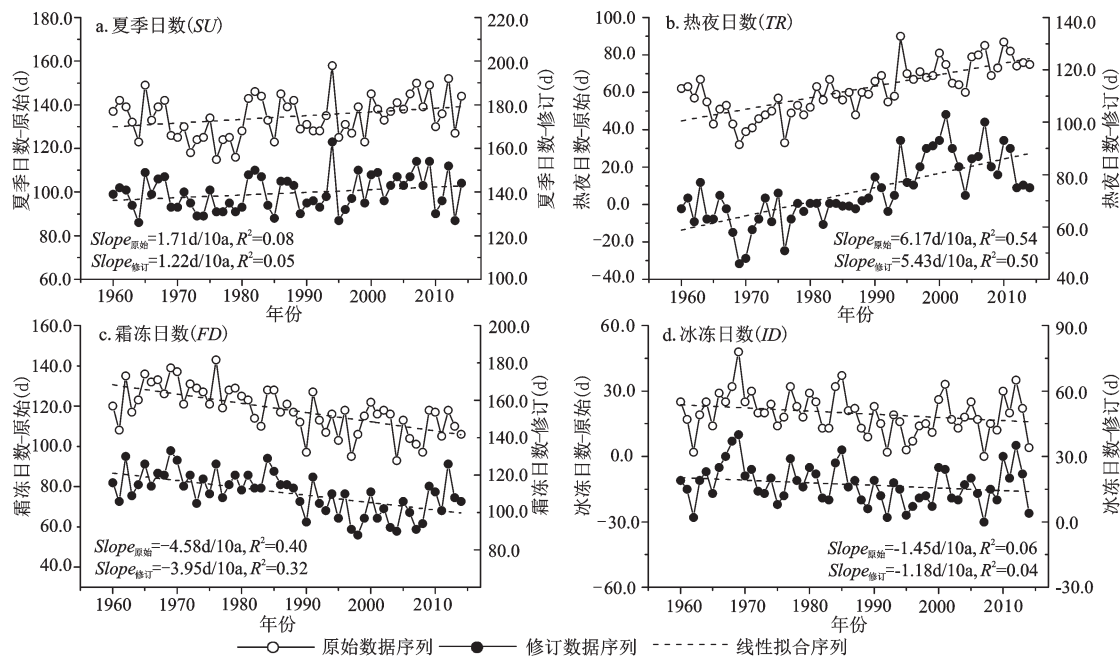 a. 夏季日数(SU)
180.0
160.0
140.0
120.0
100.0
80.0
60.0
夏季日数-原始(d)
220.0
200.0
180.0
160.0
140.0
120.0
100.0
夏季日数-修订(d)
Slope原始=1.71d/10a, R²=0.08
Slope修订=1.22d/10a, R²=0.05
1960 1970 1980 1990 2000 2010
年份
b. 热夜日数(TR)
100.0
80.0
60.0
40.0
20.0
0.0
−20.0
−40.0
热夜日数-原始(d)
140.0
120.0
100.0
80.0
60.0
40.0
热夜日数-修订(d)
Slope原始=6.17d/10a, R²=0.54
Slope修订=5.43d/10a, R²=0.50
1960 1970 1980 1990 2000 2010
年份
c. 霜冻日数(FD)
160.0
140.0
120.0
100.0
80.0
60.0
40.0
霜冻日数-原始(d)
200.0
180.0
160.0
140.0
120.0
100.0
80.0
霜冻日数-修订(d)
Slope原始=−4.58d/10a, R²=0.40
Slope修订=−3.95d/10a, R²=0.32
1960 1970 1980 1990 2000 2010
年份
d. 冰冻日数(ID)
60.0
30.0
0.0
−30.0
−60.0
冰冻日数-原始(d)
90.0
60.0
30.0
0.0
-30.0
冰冻日数-修订(d)
Slope原始=-1.45d/10a, R²=0.06
Slope修订=-1.18d/10a, R²=0.04
1960 1970 1980 1990 2000 2010
年份
原始数据序列 修订数据序列 线性拟合序列